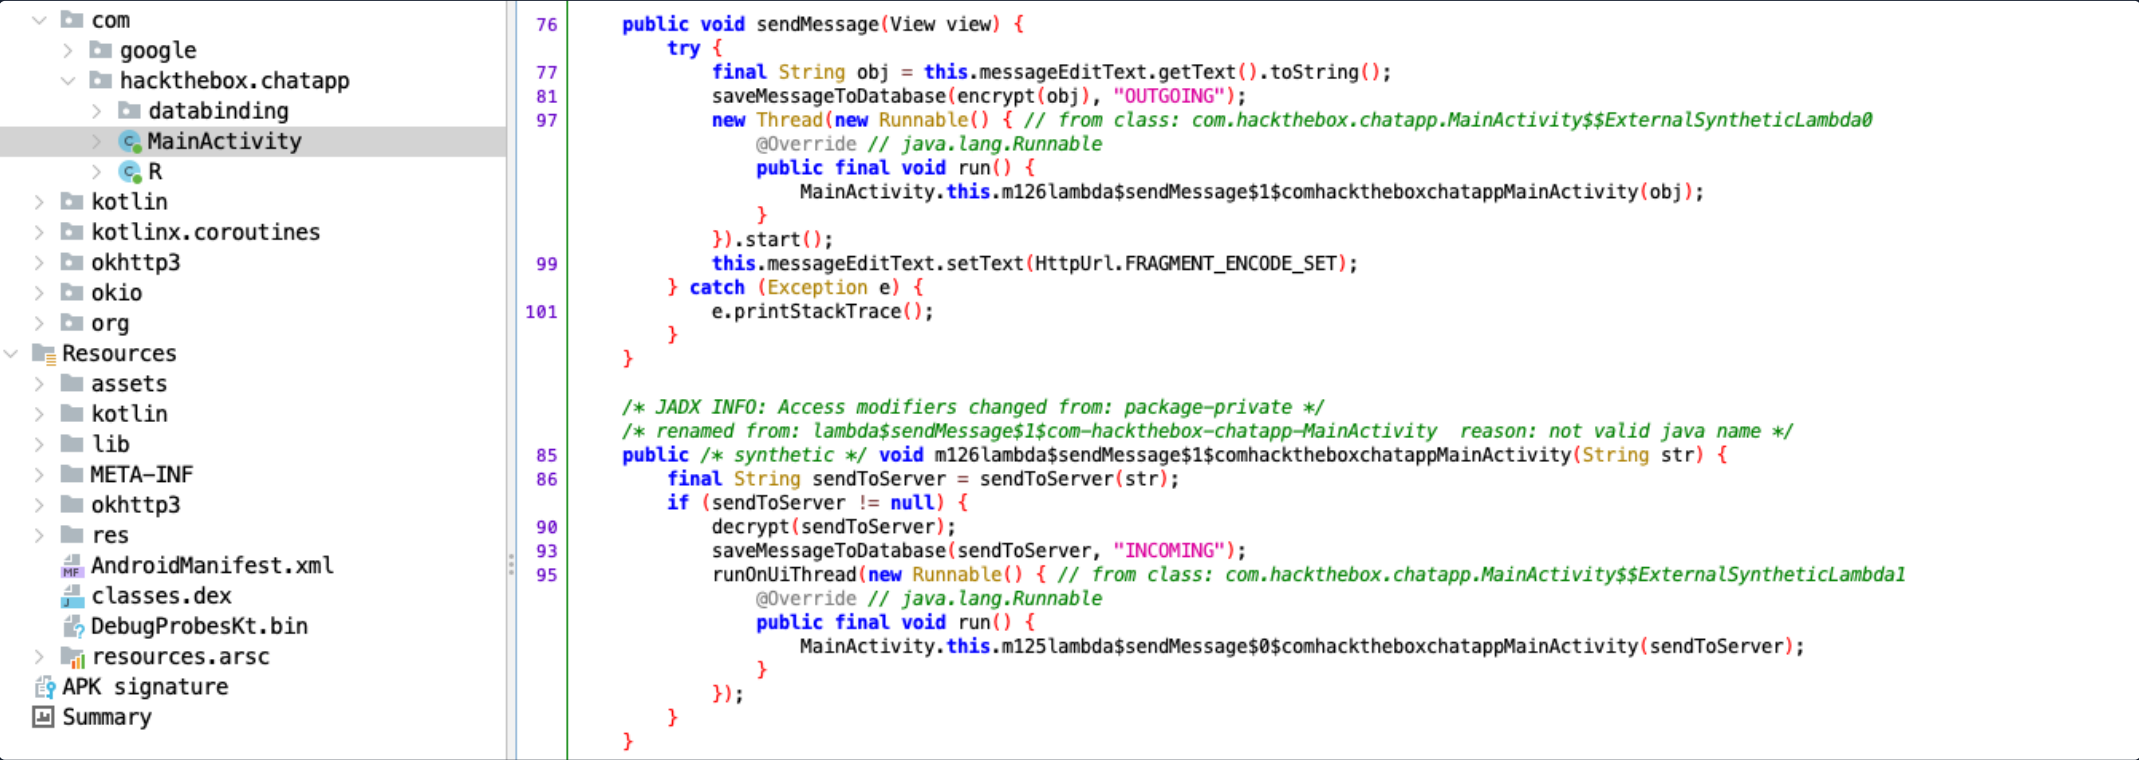 com
google
hackthebox.chatapp
databinding
MainActivity
R
kotlin
kotlinx.coroutines
okhttp3
okio
org
Resources
assets
kotlin
lib
META-INF
okhttp3
res
AndroidManifest.xml
classes.dex
DebugProbesKt.bin
resources.arsc
APK signature
Summary
76 public void sendMessage(View view) {
try {
77 final String obj = this.messageEditText.getText().toString();
81 saveMessageToDatabase(encrypt(obj), "OUTGOING");
97 new Thread(new Runnable() { // from class: com.hackthebox.chatapp.MainActivity$$ExternalSyntheticLambda0
@Override // java.lang.Runnable
public final void run() {
MainActivity.this.m126lambda$sendMessage$1$comhacktheboxchatappMainActivity(obj);
}
}).start();
99 this.messageEditText.setText(HttpUrl.FRAGMENT_ENCODE_SET);
} catch (Exception e) {
101 e.printStackTrace();
}
}
/* JADX INFO: Access modifiers changed from: package-private */
/* renamed from: lambda$sendMessage$1$com-hackthebox-chatapp-MainActivity  reason: not valid java name */
85 public /* synthetic */ void m126lambda$sendMessage$1$comhacktheboxchatappMainActivity(String str) {
86 final String sendToServer = sendToServer(str);
if (sendToServer != null) {
90 decrypt(sendToServer);
93 saveMessageToDatabase(sendToServer, "INCOMING");
95 runOnUiThread(new Runnable() { // from class: com.hackthebox.chatapp.MainActivity$$ExternalSyntheticLambda1
@Override // java.lang.Runnable
public final void run() {
MainActivity.this.m125lambda$sendMessage$0$comhacktheboxchatappMainActivity(sendToServer);
}
});
}
}